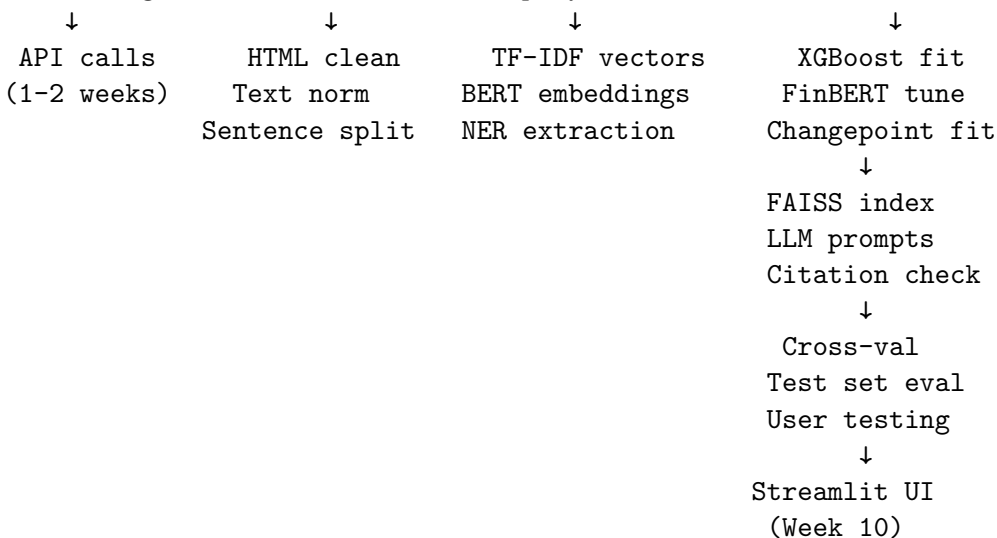 ↓ ↓ ↓ ↓
API calls HTML clean TF-IDF vectors XGBoost fit
(1-2 weeks) Text norm BERT embeddings FinBERT tune
Sentence split NER extraction Changepoint fit
↓
FAISS index
LLM prompts
Citation check
↓
Cross-val
Test set eval
User testing
↓
Streamlit UI
(Week 10)